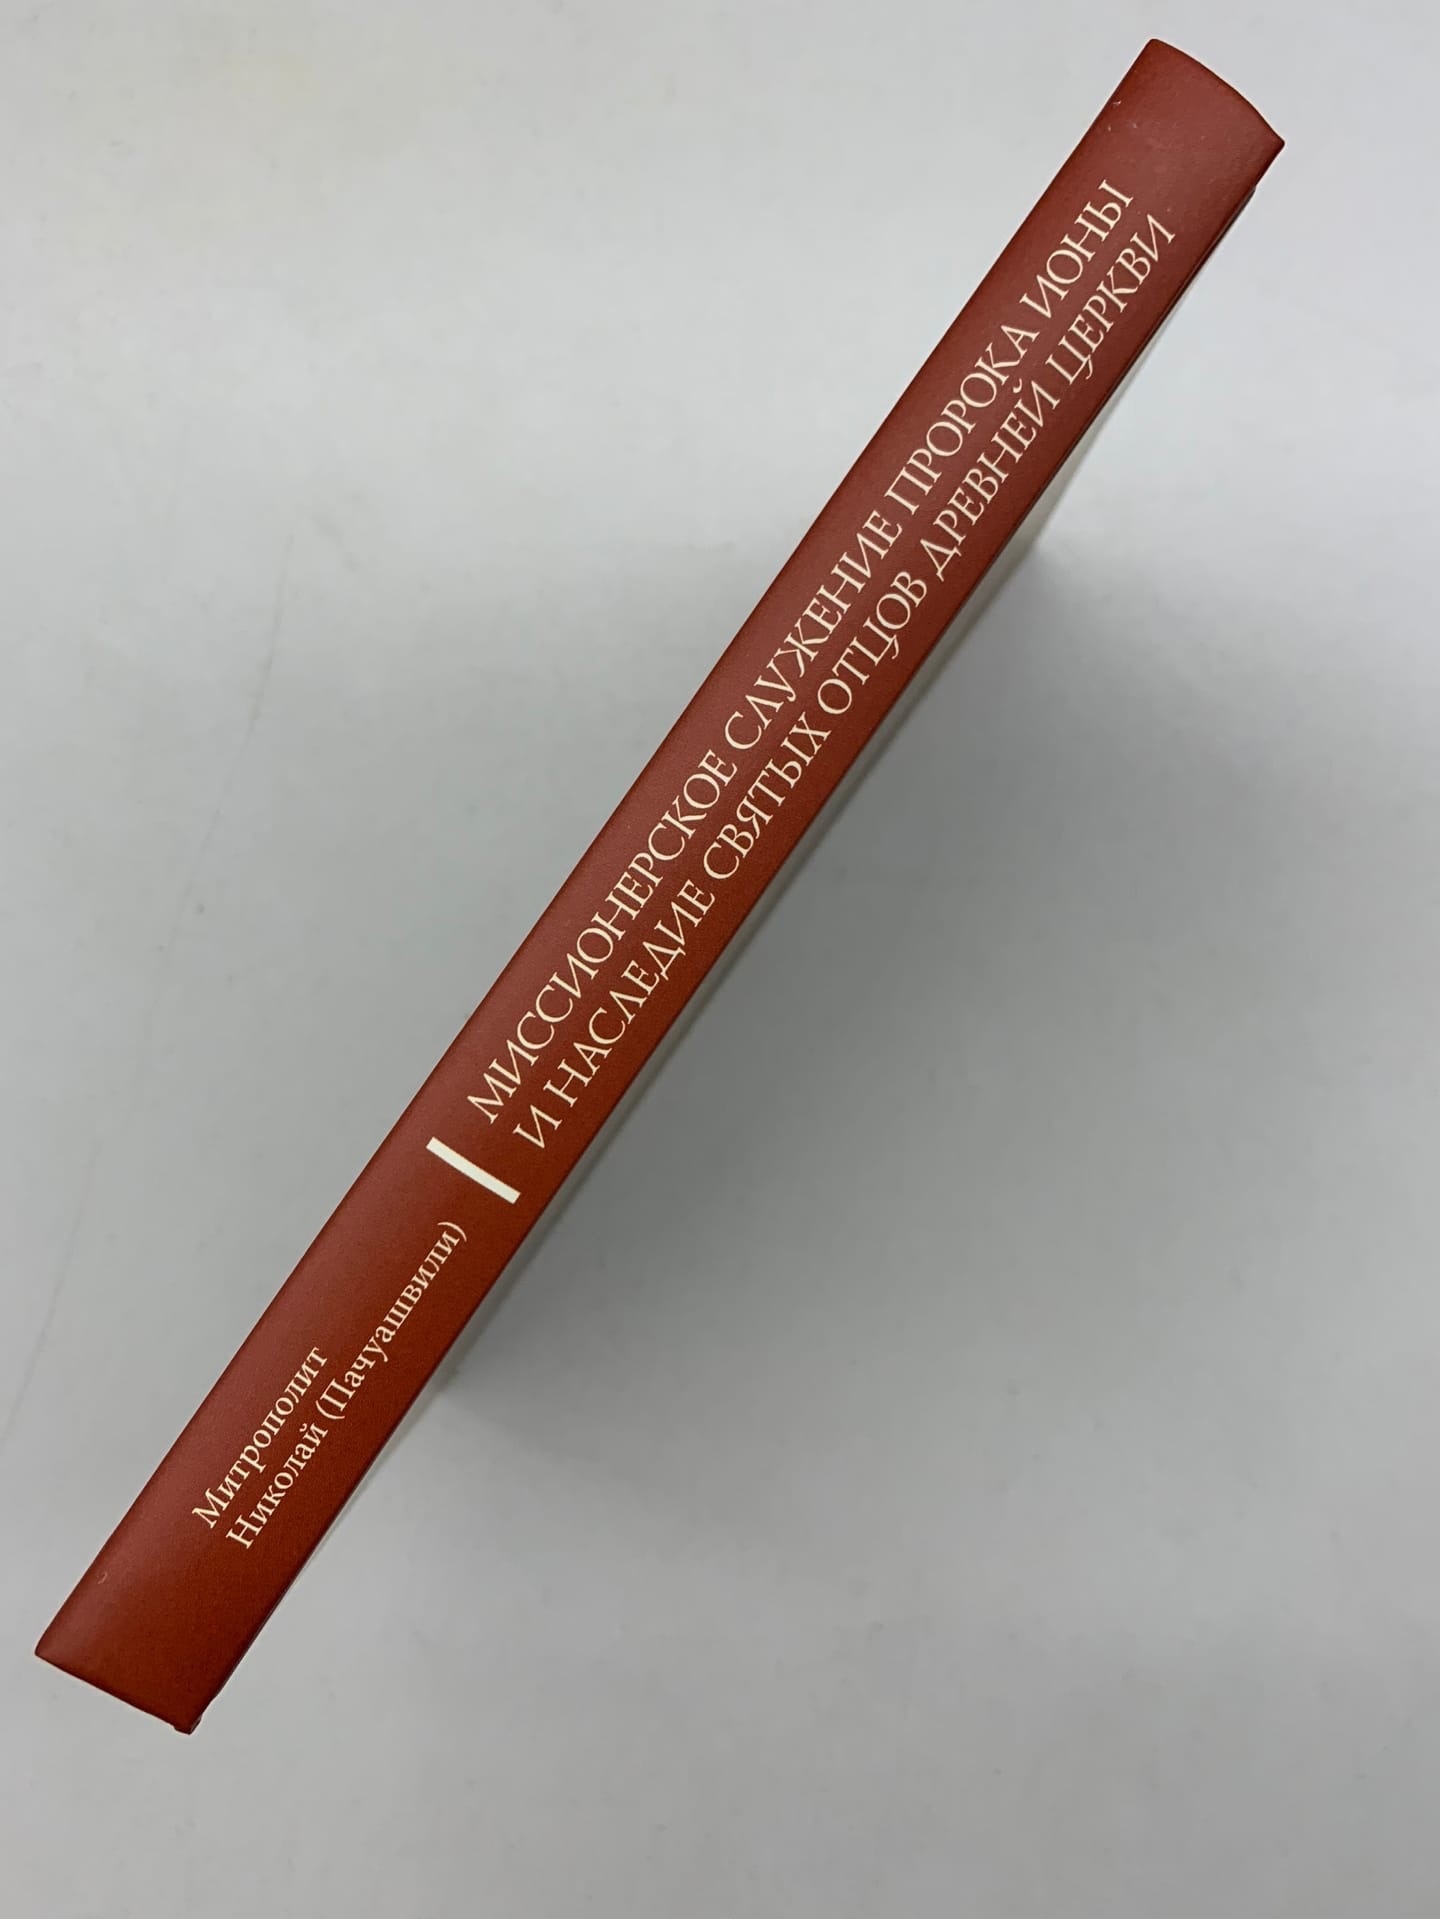 Митрополит
Николай (Пачуашвили)
МИССИОНЕРСКОЕ СЛУЖЕНИЕ ПРОРОКА ИОНЫ
И НАСЛЕДИЕ СВЯТЫХ ОТЦОВ ДРЕВНЕЙ ЦЕРКВИ